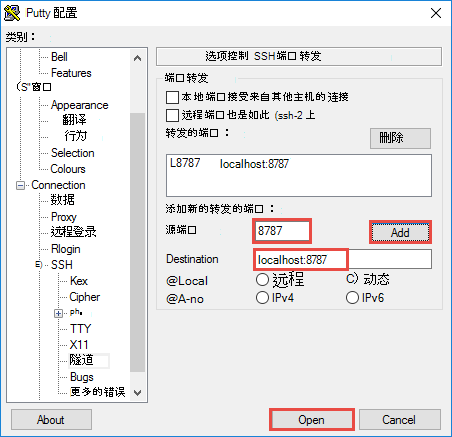 Putty 配置
类别：
Bell
Features
(S"窗口
Appearance
翻译
行为
Selection
Colours
Connection
数据
Proxy
远程登录
Rlogin
SSH
Kex
Cipher
TTY
X11
隧道
Bugs
更多的错误
选项控制 SSH端口转发
端口转发
本地端口接受来自其他主机的连接
远程端口也是如此 (ssh-2 上
转发的端口：
删除
L8787 localhost:8787
添加新的转发的端口：
源端口 8787 Add
Destination localhost:8787
@Local 远程 C) 动态
@A-no IPv4 IPv6
About Open Cancel